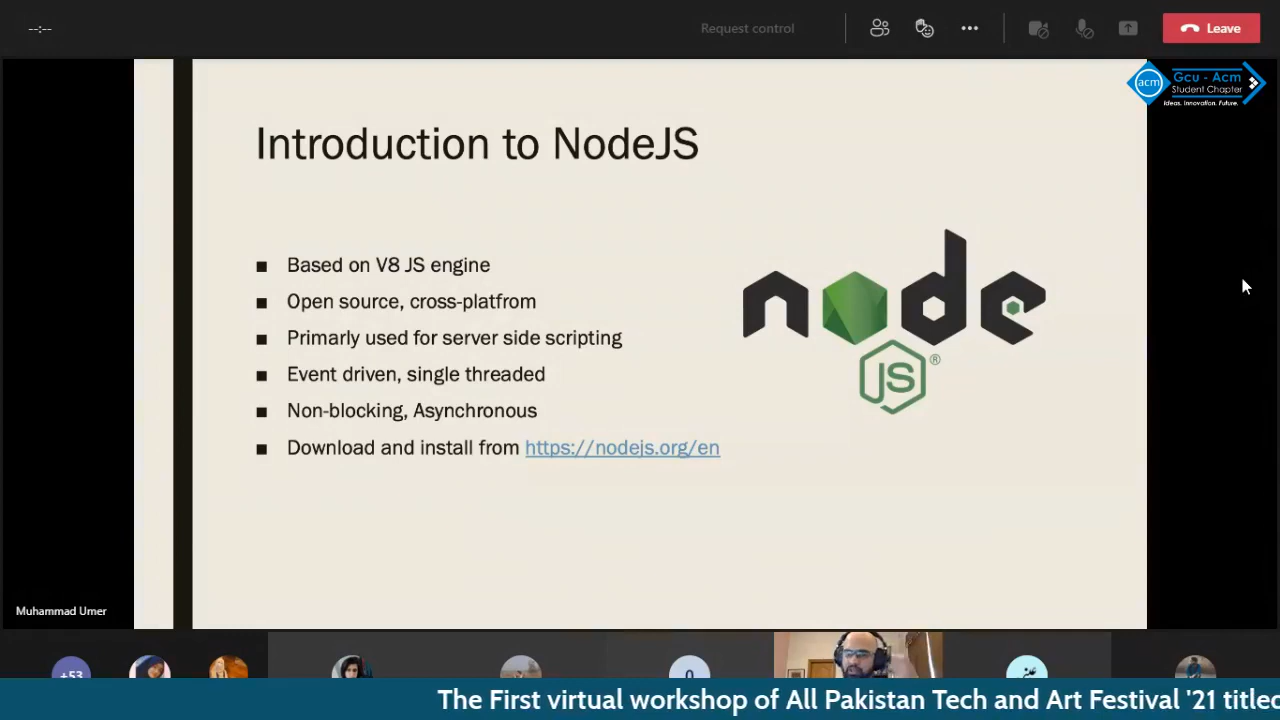 --:--
Request control
Leave
acm
Gcu - Acm
Student Chapter
Ideas. Innovation. Future.
Introduction to NodeJS
Based on V8 JS engine
Open source, cross-platfrom
Primarly used for server side scripting
Event driven, single threaded
Non-blocking, Asynchronous
Download and install from https://nodejs.org/en
node
JS®
Muhammad Umer
+53
The First virtual workshop of All Pakistan Tech and Art Festival '21 titled